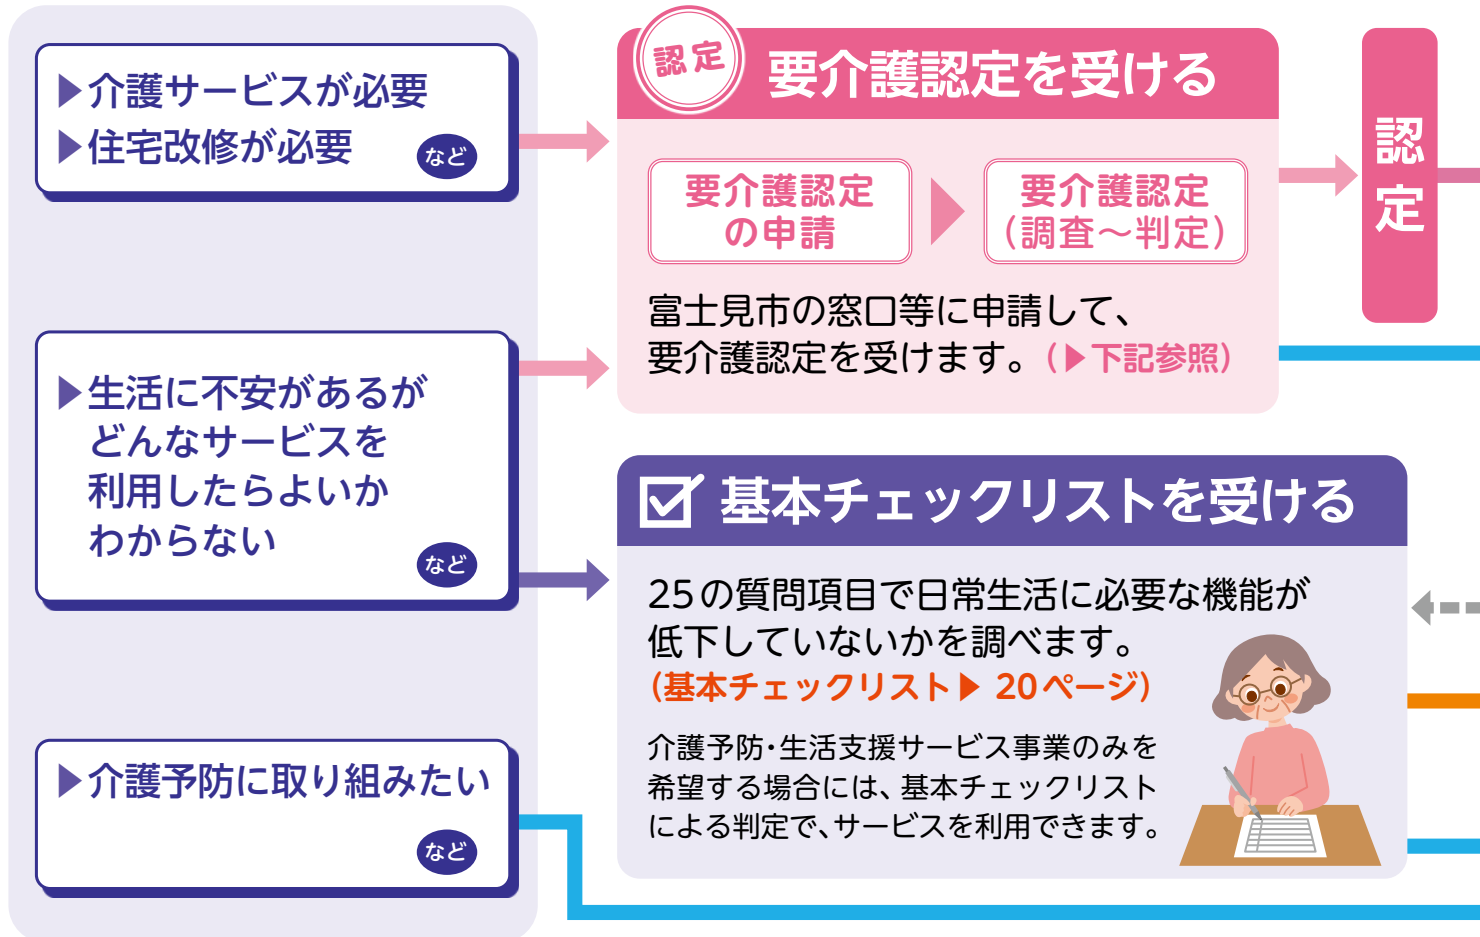 ▶介護サービスが必要
▶住宅改修が必要
など
▶生活に不安があるが
どんなサービスを
利用したらよいか
わからない
など
▶介護予防に取り組みたい
など
認定
要介護認定を受ける
要介護認定
の申請
▶
要介護認定
(調査～判定)
富士見市の窓口等に申請して、
要介護認定を受けます。(▶下記参照)
認定
基本チェックリストを受ける
25の質問項目で日常生活に必要な機能が
低下していないかを調べます。
(基本チェックリスト▶ 20ページ)
介護予防・生活支援サービス事業のみを
希望する場合には、基本チェックリスト
による判定で、サービスを利用できます。